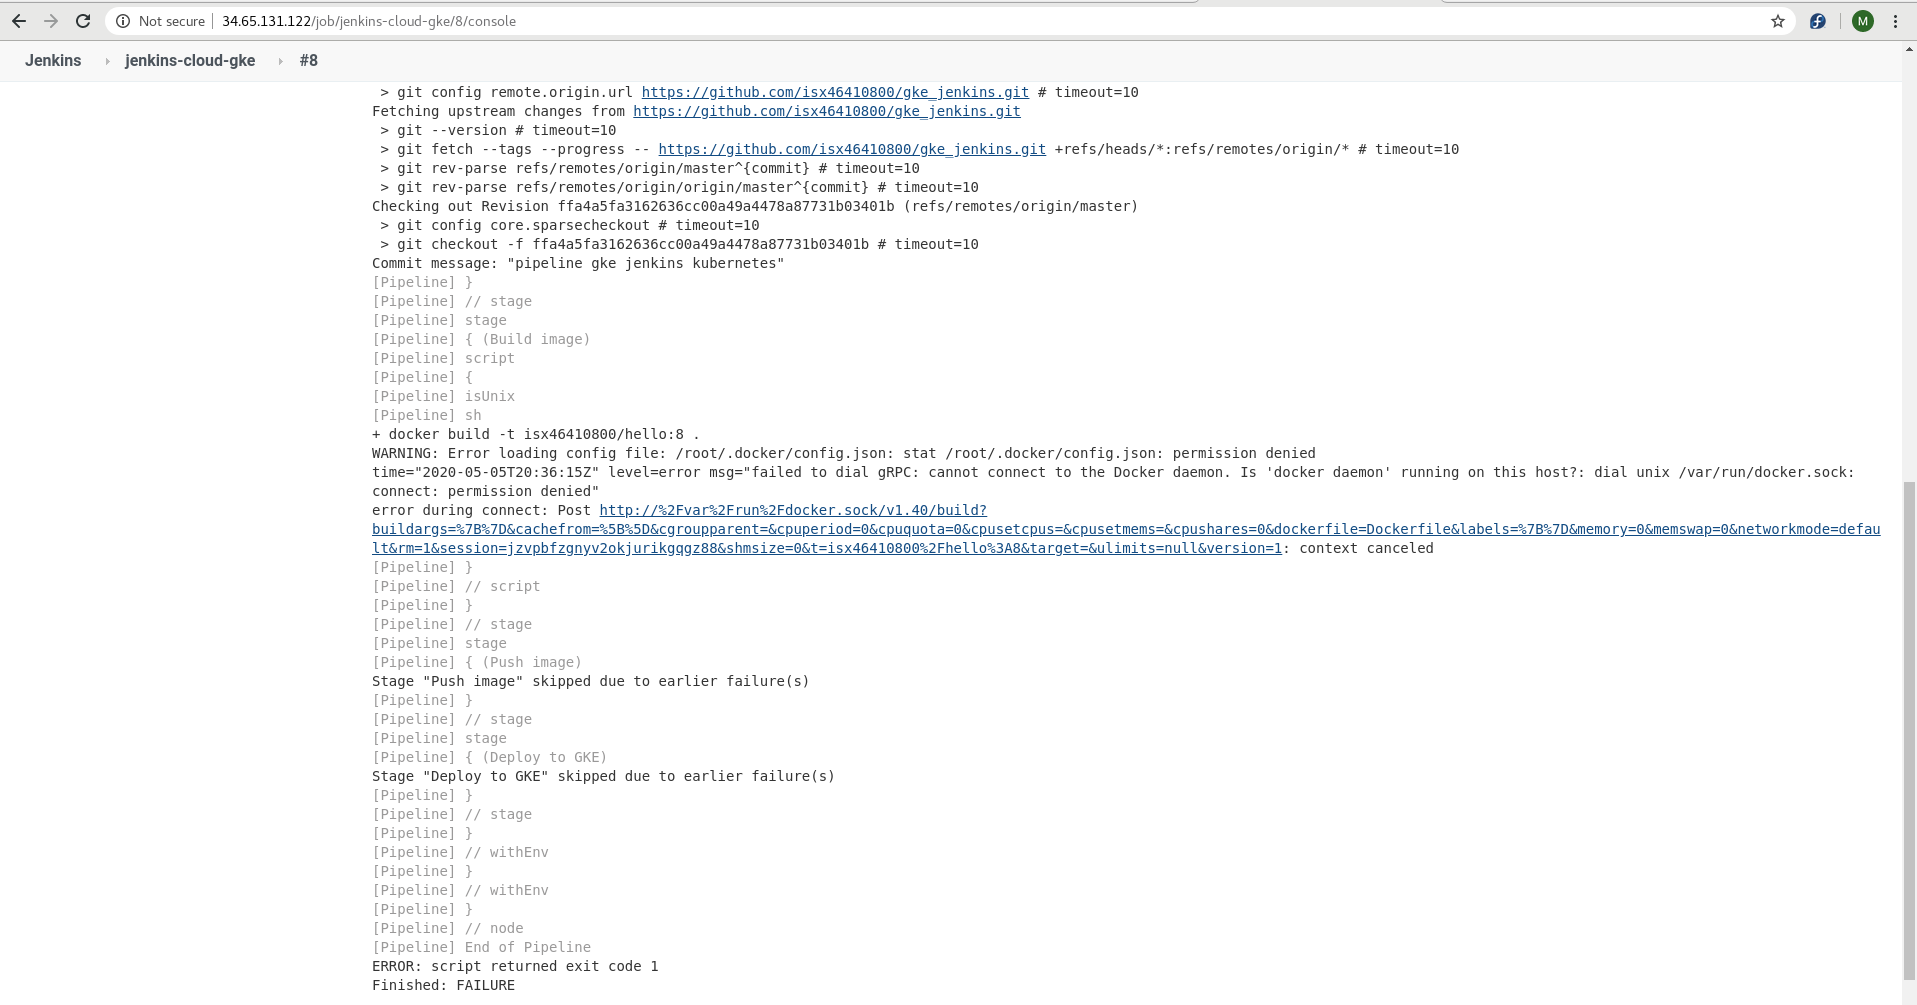 Not secure 34.65.131.122/job/jenkins-cloud-gke/8/console M
Jenkins jenkins-cloud-gke #8
> git config remote.origin.url https://github.com/isx46410800/gke_jenkins.git # timeout=10
Fetching upstream changes from https://github.com/isx46410800/gke_jenkins.git
> git --version # timeout=10
> git fetch --tags --progress -- https://github.com/isx46410800/gke_jenkins.git +refs/heads/*:refs/remotes/origin/* # timeout=10
> git rev-parse refs/remotes/origin/master^{commit} # timeout=10
> git rev-parse refs/remotes/origin/origin/master^{commit} # timeout=10
Checking out Revision ffa4a5fa3162636cc00a49a4478a87731b03401b (refs/remotes/origin/master)
> git config core.sparsecheckout # timeout=10
> git checkout -f ffa4a5fa3162636cc00a49a4478a87731b03401b # timeout=10
Commit message: "pipeline gke jenkins kubernetes"
[Pipeline] }
[Pipeline] // stage
[Pipeline] stage
[Pipeline] { (Build image)
[Pipeline] script
[Pipeline] {
[Pipeline] isUnix
[Pipeline] sh
+ docker build -t isx46410800/hello:8 .
WARNING: Error loading config file: /root/.docker/config.json: stat /root/.docker/config.json: permission denied
time="2020-05-05T20:36:15Z" level=error msg="failed to dial gRPC: cannot connect to the Docker daemon. Is 'docker daemon' running on this host?: dial unix /var/run/docker.sock:
connect: permission denied"
error during connect: Post http://%2Fvar%2Frun%2Fdocker.sock/v1.40/build?
buildargs=%7B%7D&cachefrom=%5B%5D&cgroupparent=&cpuperiod=0&cpuquota=0&cpusetcpus=&cpusetmems=&cpushares=0&dockerfile=Dockerfile&labels=%7B%7D&memory=0&memswap=0&networkmode=defau
lt&rm=1&session=jzvpbfzgnyv2okjurikgqgz88&shmsize=0&t=isx46410800%2Fhello%3A8&target=&ulimits=null&version=1: context canceled
[Pipeline] }
[Pipeline] // script
[Pipeline] }
[Pipeline] // stage
[Pipeline] stage
[Pipeline] { (Push image)
Stage "Push image" skipped due to earlier failure(s)
[Pipeline] }
[Pipeline] // stage
[Pipeline] stage
[Pipeline] { (Deploy to GKE)
Stage "Deploy to GKE" skipped due to earlier failure(s)
[Pipeline] }
[Pipeline] // stage
[Pipeline] }
[Pipeline] // withEnv
[Pipeline] }
[Pipeline] // withEnv
[Pipeline] }
[Pipeline] // node
[Pipeline] End of Pipeline
ERROR: script returned exit code 1
Finished: FAILURE